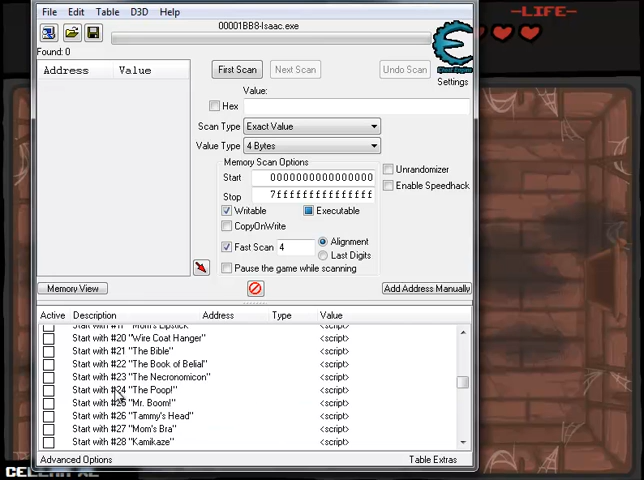 -LIFE-
File Edit Table D3D Help
00001BB8-Isaac.exe
Found: 0
Address Value
First Scan Next Scan Undo Scan
Settings
Value:
Hex
Scan Type Exact Value
Value Type 4 Bytes
Memory Scan Options
Start 0000000000000000
Stop 7fffffffffffffff
Writable Executable
CopyOnWrite
Fast Scan 4 Alignment
Last Digits
Pause the game while scanning
Unrandomizer
Enable Speedhack
Memory View Add Address Manually
Active Description Address Type Value
Start with "Mom's Lipstick" <script>
Start with #20 "Wire Coat Hanger" <script>
Start with #21 "The Bible" <script>
Start with #22 "The Book of Belial" <script>
Start with #23 "The Necronomicon" <script>
Start with #24 "The Poop!" <script>
Start with #25 "Mr. Boom!" <script>
Start with #26 "Tammy's Head" <script>
Start with #27 "Mom's Bra" <script>
Start with #28 "Kamikaze" <script>
Advanced Options Table Extras